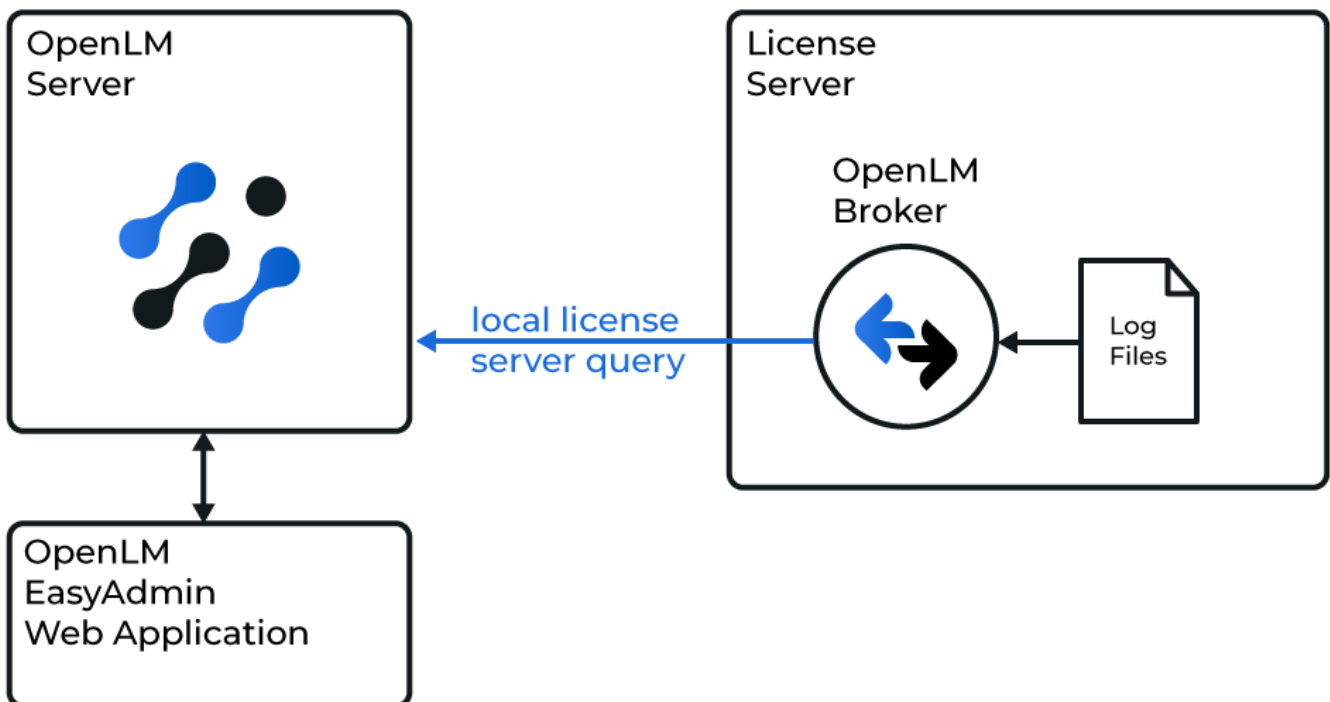 OpenLM
Server
License
Server
OpenLM
Broker
local license
server query
Log
Files
OpenLM
EasyAdmin
Web Application